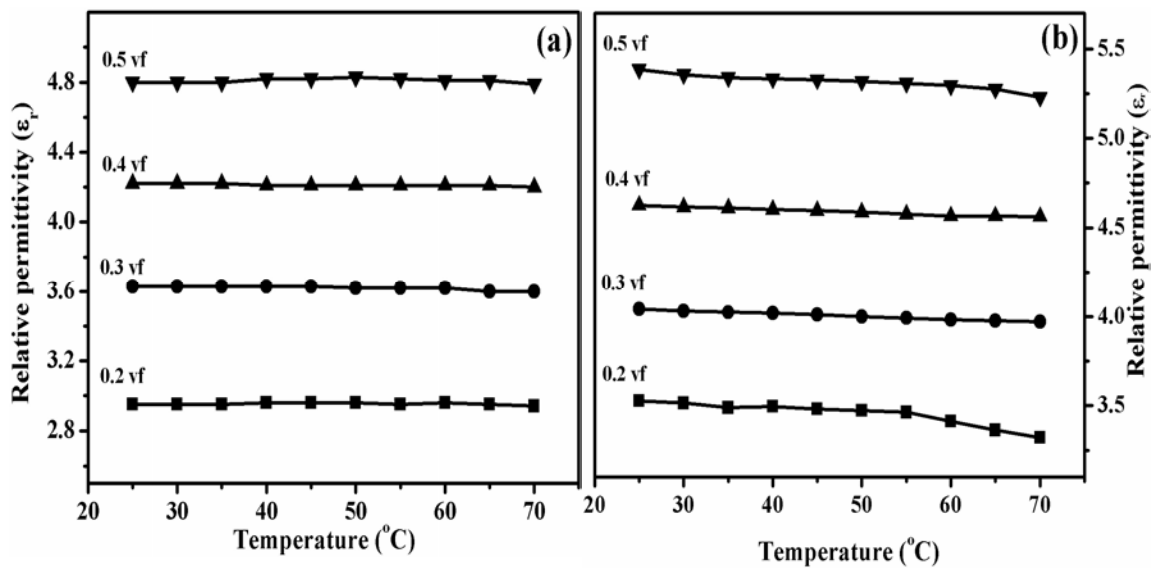 (a)
0.5 vf
4.8
4.4
0.4 vf
4.0
3.6
0.3 vf
3.2
0.2 vf
2.8
20 30 40 50 60 70
Temperature (°C)
Relative permittivity (εᵣ)
(b)
0.5 vf
5.5
5.0
0.4 vf
4.5
0.3 vf
4.0
0.2 vf
3.5
20 30 40 50 60 70
Temperature (°C)
Relative permittivity (εᵣ)